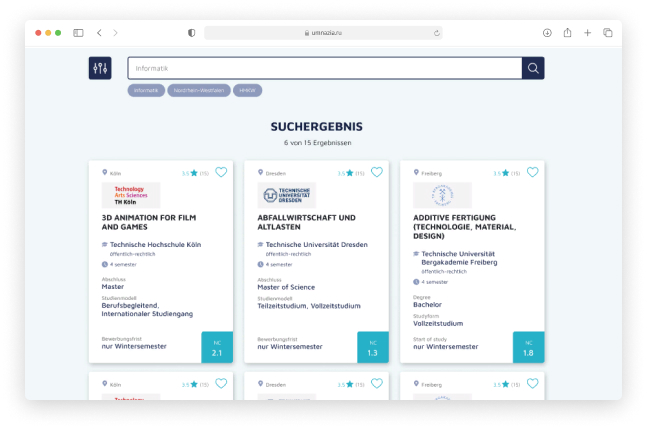 umnazia.ru
Informatik
Informatik Nordrhein-Westfalen HHKW
SUCHERGEBNIS
6 von 15 Ergebnissen
Köln 3.5 (15)
Technology
Arts Sciences
TH Köln
3D ANIMATION FOR FILM
AND GAMES
Technische Hochschule Köln
öffentlich-rechtlich
4 semester
Abschluss
Master
Studienmodell
Berufsbegleitend,
Internationaler Studiengang
Bewerbungsfrist
nur Wintersemester
NC
2.1
Dresden 3.5 (15)
TECHNISCHE
UNIVERSITÄT
DRESDEN
ABFALLWIRTSCHAFT UND
ALTLASTEN
Technische Universität Dresden
öffentlich-rechtlich
4 semester
Abschluss
Master of Science
Studienmodell
Teilzeitstudium, Vollzeitstudium
Bewerbungsfrist
nur Wintersemester
NC
1.3
Freiberg 3.5 (15)
ADDITIVE FERTIGUNG
(TECHNOLOGIE, MATERIAL,
DESIGN)
Technische Universität
Bergakademie Freiberg
öffentlich-rechtlich
4 semester
Degree
Bachelor
Studyform
Vollzeitstudium
Start of study
nur Wintersemester
NC
1.8
Köln 3.5 (15)
Technology
Dresden 3.5 (15)
TECHNISCHE
Freiberg 3.5 (15)